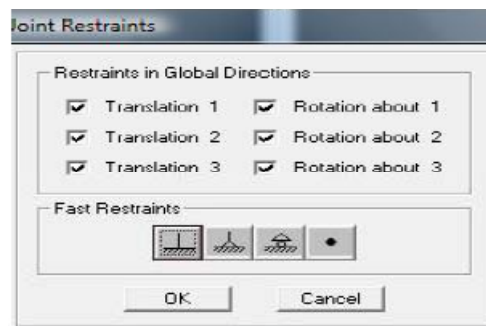 Joint Restraints
Restraints in Global Directions
Translation 1 Rotation about 1
Translation 2 Rotation about 2
Translation 3 Rotation about 3
Fast Restraints
OK Cancel